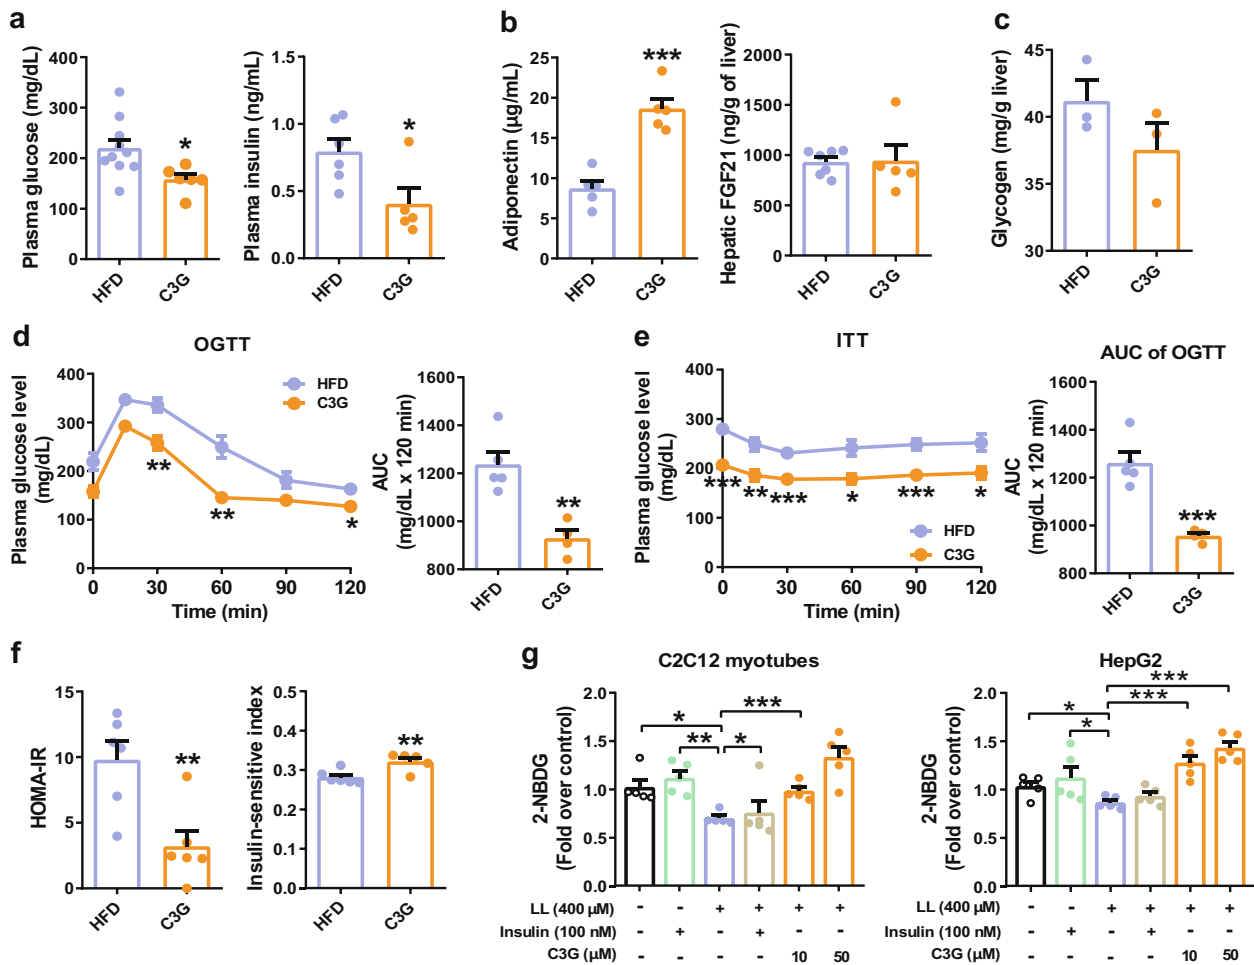 a
Plasma glucose (mg/dL)
400
300
200
100
0
*
HFD
C3G
Plasma insulin (ng/mL)
1.5
1.0
0.5
0.0
*
HFD
C3G
b
Adiponectin (µg/mL)
25
20
15
10
5
0
***
HFD
C3G
Hepatic FGF21 (ng/g of liver)
2000
1500
1000
500
0
HFD
C3G
c
Glycogen (mg/g liver)
45
40
35
30
HFD
C3G
d
OGTT
Plasma glucose level
(mg/dL)
400
300
200
100
0
HFD
C3G
**
**
*
0
30
60
90
120
Time (min)
AUC
(mg/dL x 120 min)
1600
1400
1200
1000
800
**
HFD
C3G
e
ITT
Plasma glucose level
(mg/dL)
400
300
200
100
0
***
**
***
*
***
*
HFD
C3G
0
30
60
90
120
Time (min)
AUC of OGTT
AUC
(mg/dL x 120 min)
1600
1400
1200
1000
800
***
HFD
C3G
f
HOMA-IR
15
10
5
0
**
HFD
C3G
Insulin-sensitive index
0.5
0.4
0.3
0.2
0.1
0.0
**
HFD
C3G
g
C2C12 myotubes
2-NBDG
(Fold over control)
2.0
1.5
1.0
0.5
0.0
*
***
**
*
LL (400 µM) - - + + + +
Insulin (100 nM) - + - + - -
C3G (µM) - - - - 10 50
HepG2
2-NBDG
(Fold over control)
2.0
1.5
1.0
0.5
0.0
***
*
***
*
LL (400 µM) - - + + + +
Insulin (100 nM) - + - + - -
C3G (µM) - - - - 10 50